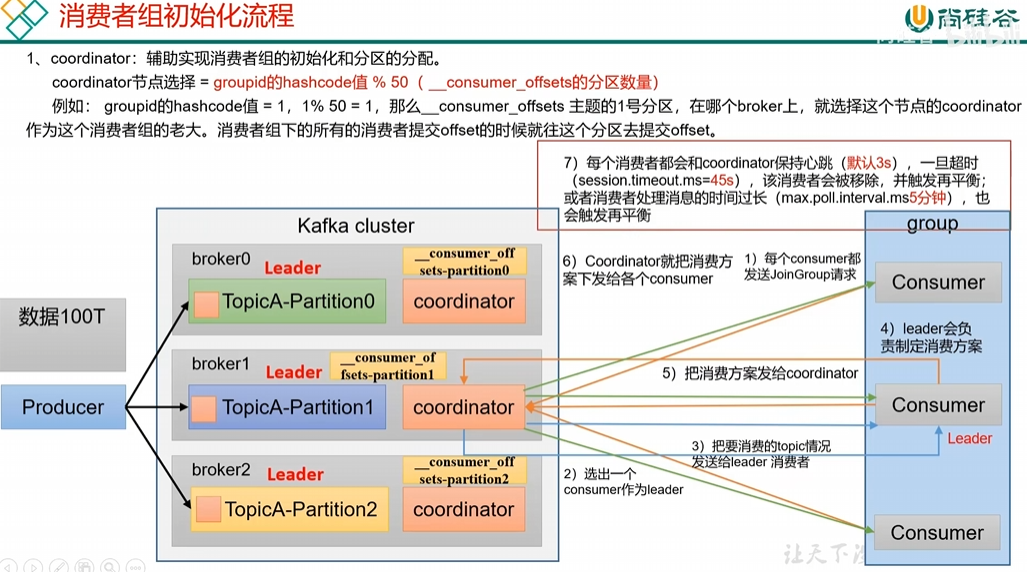 消费者组初始化流程
尚硅谷
1、coordinator：辅助实现消费者组的初始化和分区的分配。
coordinator节点选择 = groupid的hashcode值 % 50（ __consumer_offsets的分区数量）
例如： groupid的hashcode值 = 1，1% 50 = 1，那么__consumer_offsets 主题的1号分区，在哪个broker上，就选择这个节点的coordinator
作为这个消费者组的老大。消费者组下的所有的消费者提交offset的时候就往这个分区去提交offset。
7）每个消费者都会和coordinator保持心跳（默认3s），一旦超时
（session.timeout.ms=45s），该消费者会被移除，并触发再平衡；
或者消费者处理消息的时间过长（max.poll.interval.ms5分钟），也
会触发再平衡
Kafka cluster
group
broker0
Leader
__consumer_off
sets-partition0
TopicA-Partition0
coordinator
6）Coordinator就把消费方
案下发给各个consumer
1）每个consumer都
发送JoinGroup请求
Consumer
数据100T
4）leader会负
责制定消费方案
broker1
Leader
__consumer_of
fsets-partition1
5）把消费方案发给coordinator
Producer
TopicA-Partition1
coordinator
Consumer
Leader
3）把要消费的topic情况
发送给leader 消费者
broker2
Leader
__consumer_off
sets-partition2
2）选出一个
consumer作为leader
TopicA-Partition2
coordinator
Consumer
让天下没